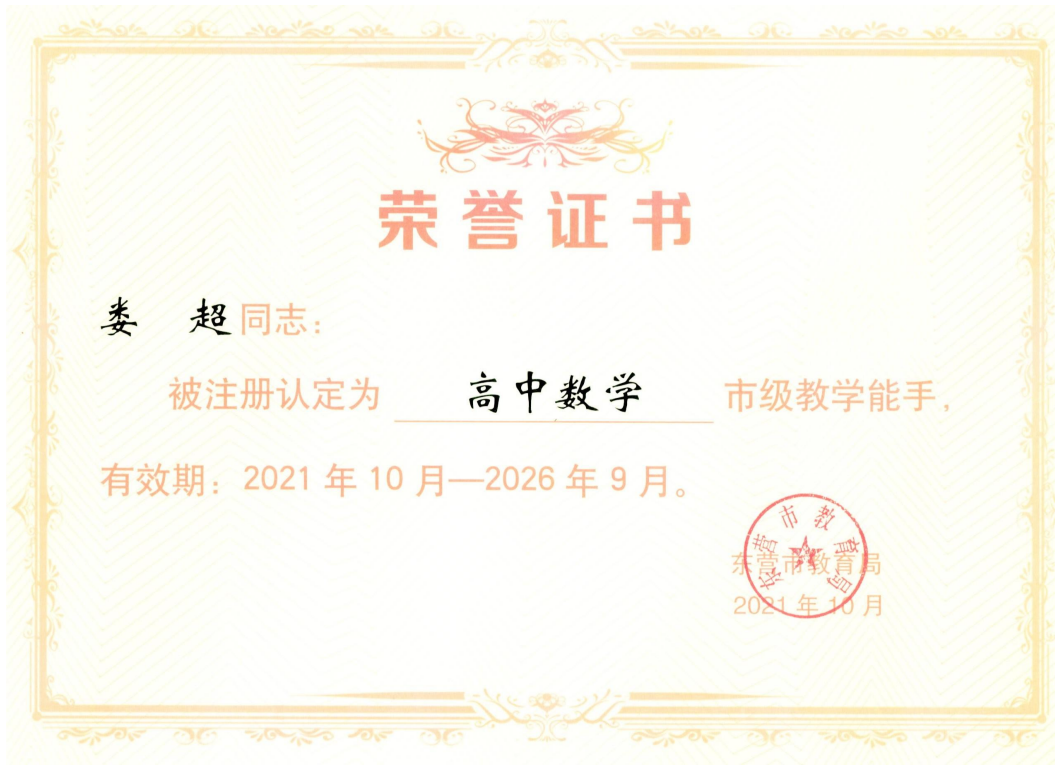 荣誉证书
娄 超同志：
被注册认定为 高中数学 市级教学能手，
有效期：2021 年 10 月—2026 年 9 月。
东营市教育局
东营市教育局
2021 年 10 月